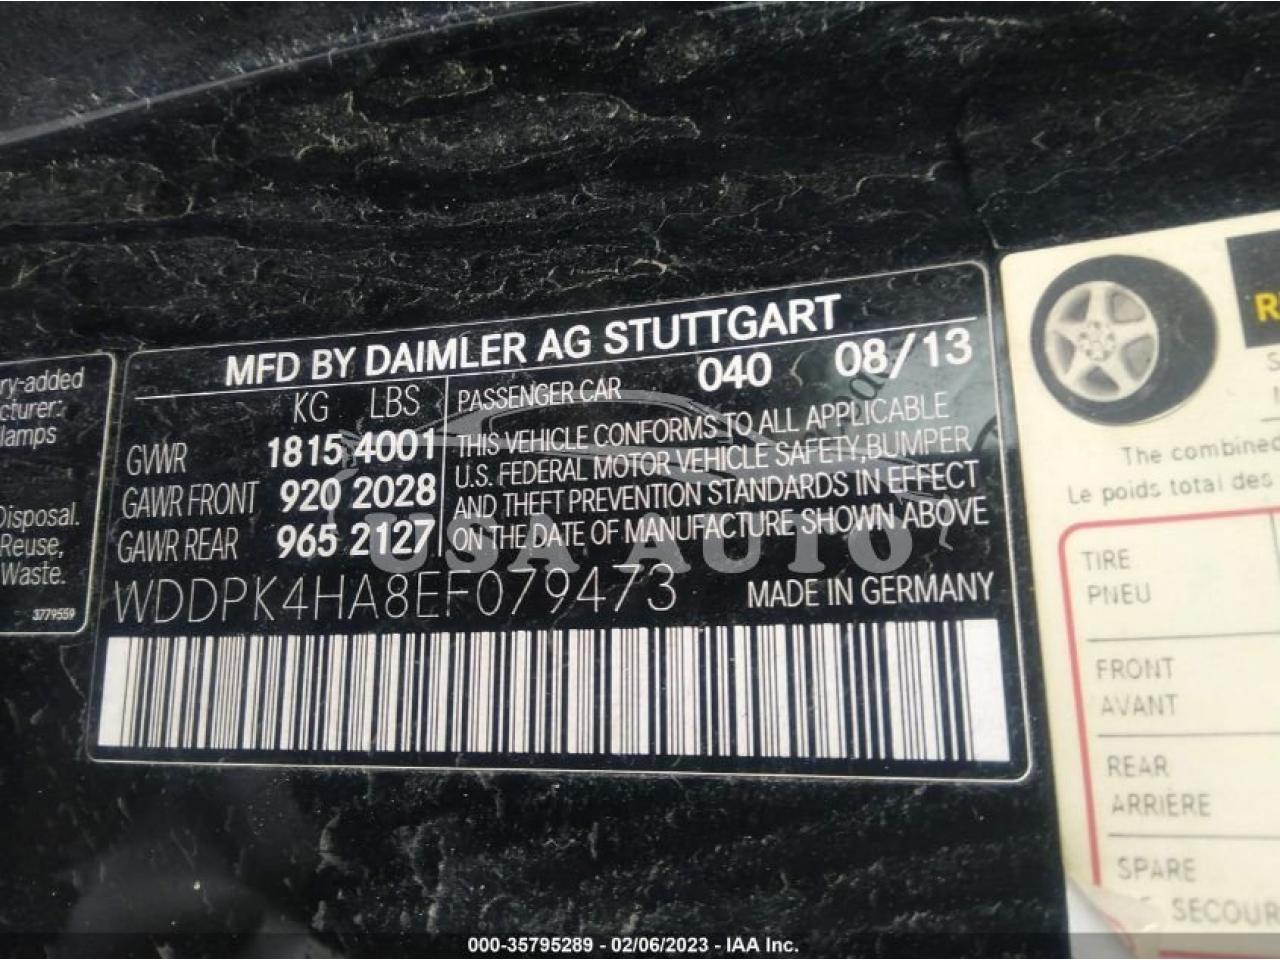 ry-added
cturer:
lamps
Disposal.
Reuse,
Waste.
3779559
MFD BY DAIMLER AG STUTTGART
KG LBS
GVWR 1815 4001
GAWR FRONT 920 2028
GAWR REAR 965 2127
PASSENGER CAR 040 08/13
THIS VEHICLE CONFORMS TO ALL APPLICABLE
U.S. FEDERAL MOTOR VEHICLE SAFETY, BUMPER
AND THEFT PREVENTION STANDARDS IN EFFECT
ON THE DATE OF MANUFACTURE SHOWN ABOVE
WDDPK4HA8EF079473 MADE IN GERMANY
USA AUTO
The combined
Le poids total des
TIRE
PNEU
FRONT
AVANT
REAR
ARRIÈRE
SPARE
SECOUR
000-35795289 - 02/06/2023 - IAA Inc.